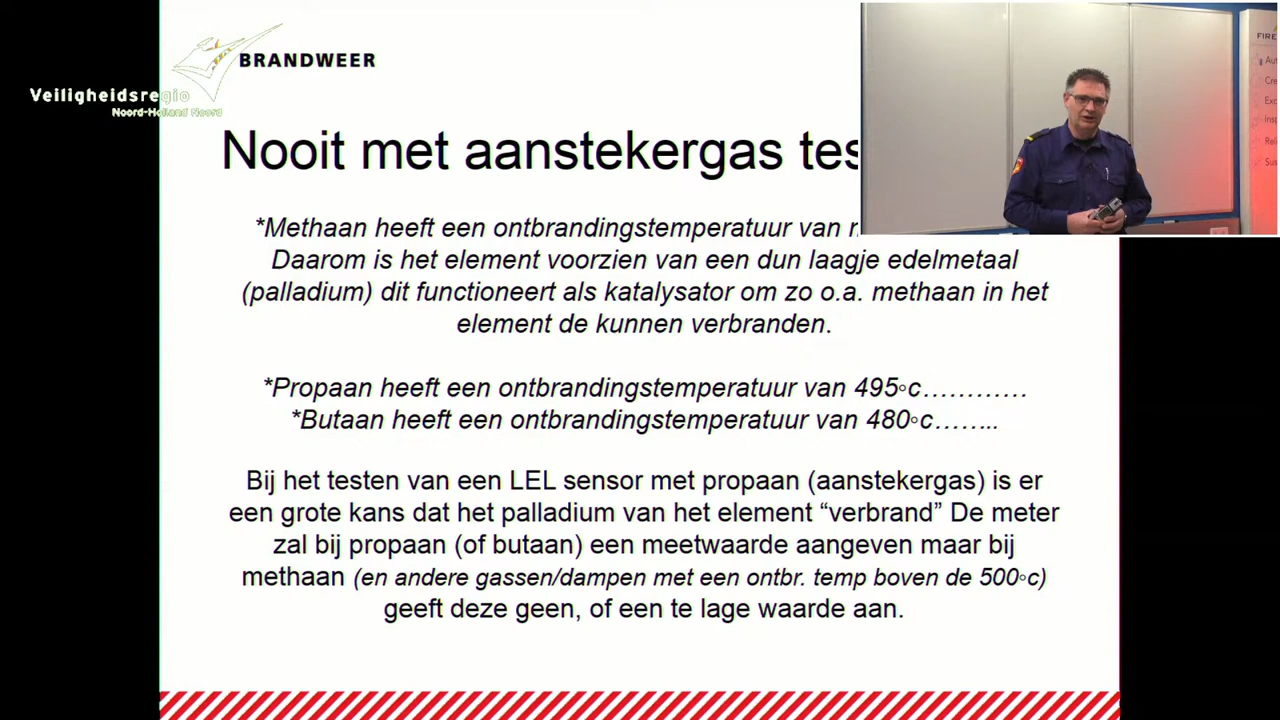 BRANDWEER
Veiligheidsregio
Noord-Holland Noord
Nooit met aanstekergas tes
*Methaan heeft een ontbrandingstemperatuur van
Daarom is het element voorzien van een dun laagje edelmetaal
(palladium) dit functioneert als katalysator om zo o.a. methaan in het
element de kunnen verbranden.
*Propaan heeft een ontbrandingstemperatuur van 495◦c…………
*Butaan heeft een ontbrandingstemperatuur van 480◦c……..
Bij het testen van een LEL sensor met propaan (aanstekergas) is er
een grote kans dat het palladium van het element “verbrand” De meter
zal bij propaan (of butaan) een meetwaarde aangeven maar bij
methaan (en andere gassen/dampen met een ontbr. temp boven de 500◦c)
geeft deze geen, of een te lage waarde aan.
FIRE